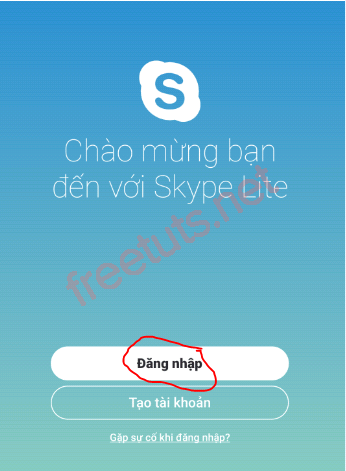 S
Chào mừng bạn
đến với Skype Lite
freetuts.net
Đăng nhập
Tạo tài khoản
Gặp sự cố khi đăng nhập?